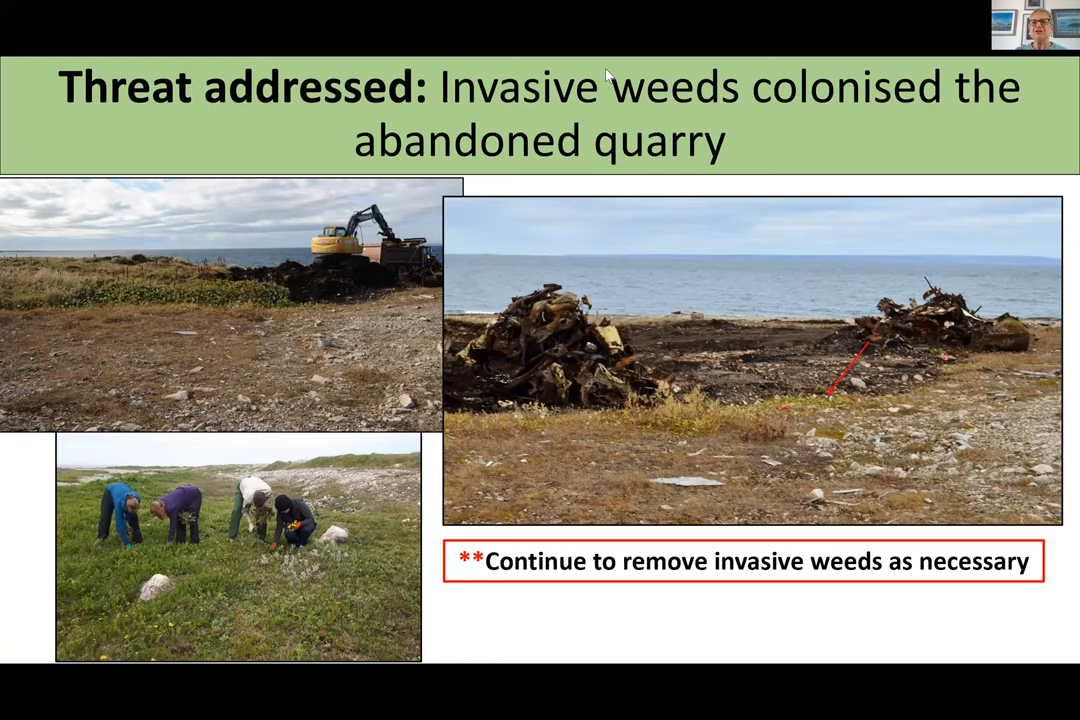 Threat addressed: Invasive weeds colonised the
abandoned quarry
**Continue to remove invasive weeds as necessary